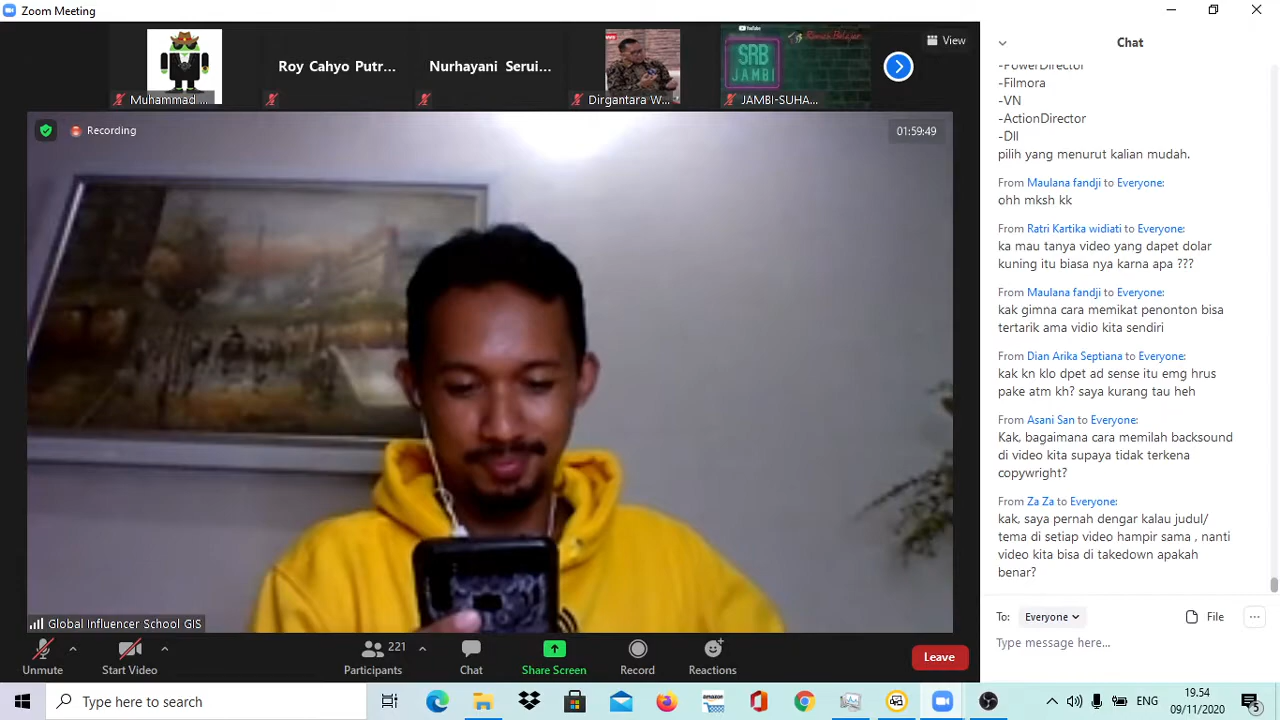 Zoom Meeting
Muhammad ...
Roy Cahyo Putr...
Nurhayani Serui...
Dirgantara W...
YouTube
SRB
JAMBI
Rumah Belajar
JAMBI-SUHA...
View
Recording
01:59:49
Global Influencer School GIS
Unmute
Start Video
Participants
221
Chat
Share Screen
Record
Reactions
Leave
Chat
-PowerDirector
-Filmora
-VN
-ActionDirector
-Dll
pilih yang menurut kalian mudah.
From Maulana fandji to Everyone:
ohh mksh kk
From Ratri Kartika widiati to Everyone:
ka mau tanya video yang dapet dolar
kuning itu biasa nya karna apa ???
From Maulana fandji to Everyone:
kak gimna cara memikat penonton bisa
tertarik ama vidio kita sendiri
From Dian Arika Septiana to Everyone:
kak kn klo dpet ad sense itu emg hrus
pake atm kh? saya kurang tau heh
From Asani San to Everyone:
Kak, bagaimana cara memilah backsound
di video kita supaya tidak terkena
copywright?
From Za Za to Everyone:
kak, saya pernah dengar kalau judul/
tema di setiap video hampir sama , nanti
video kita bisa di takedown apakah
benar?
To: Everyone
File
Type message here...
Type here to search
amazon
ENG
19.54
09/11/2020
5